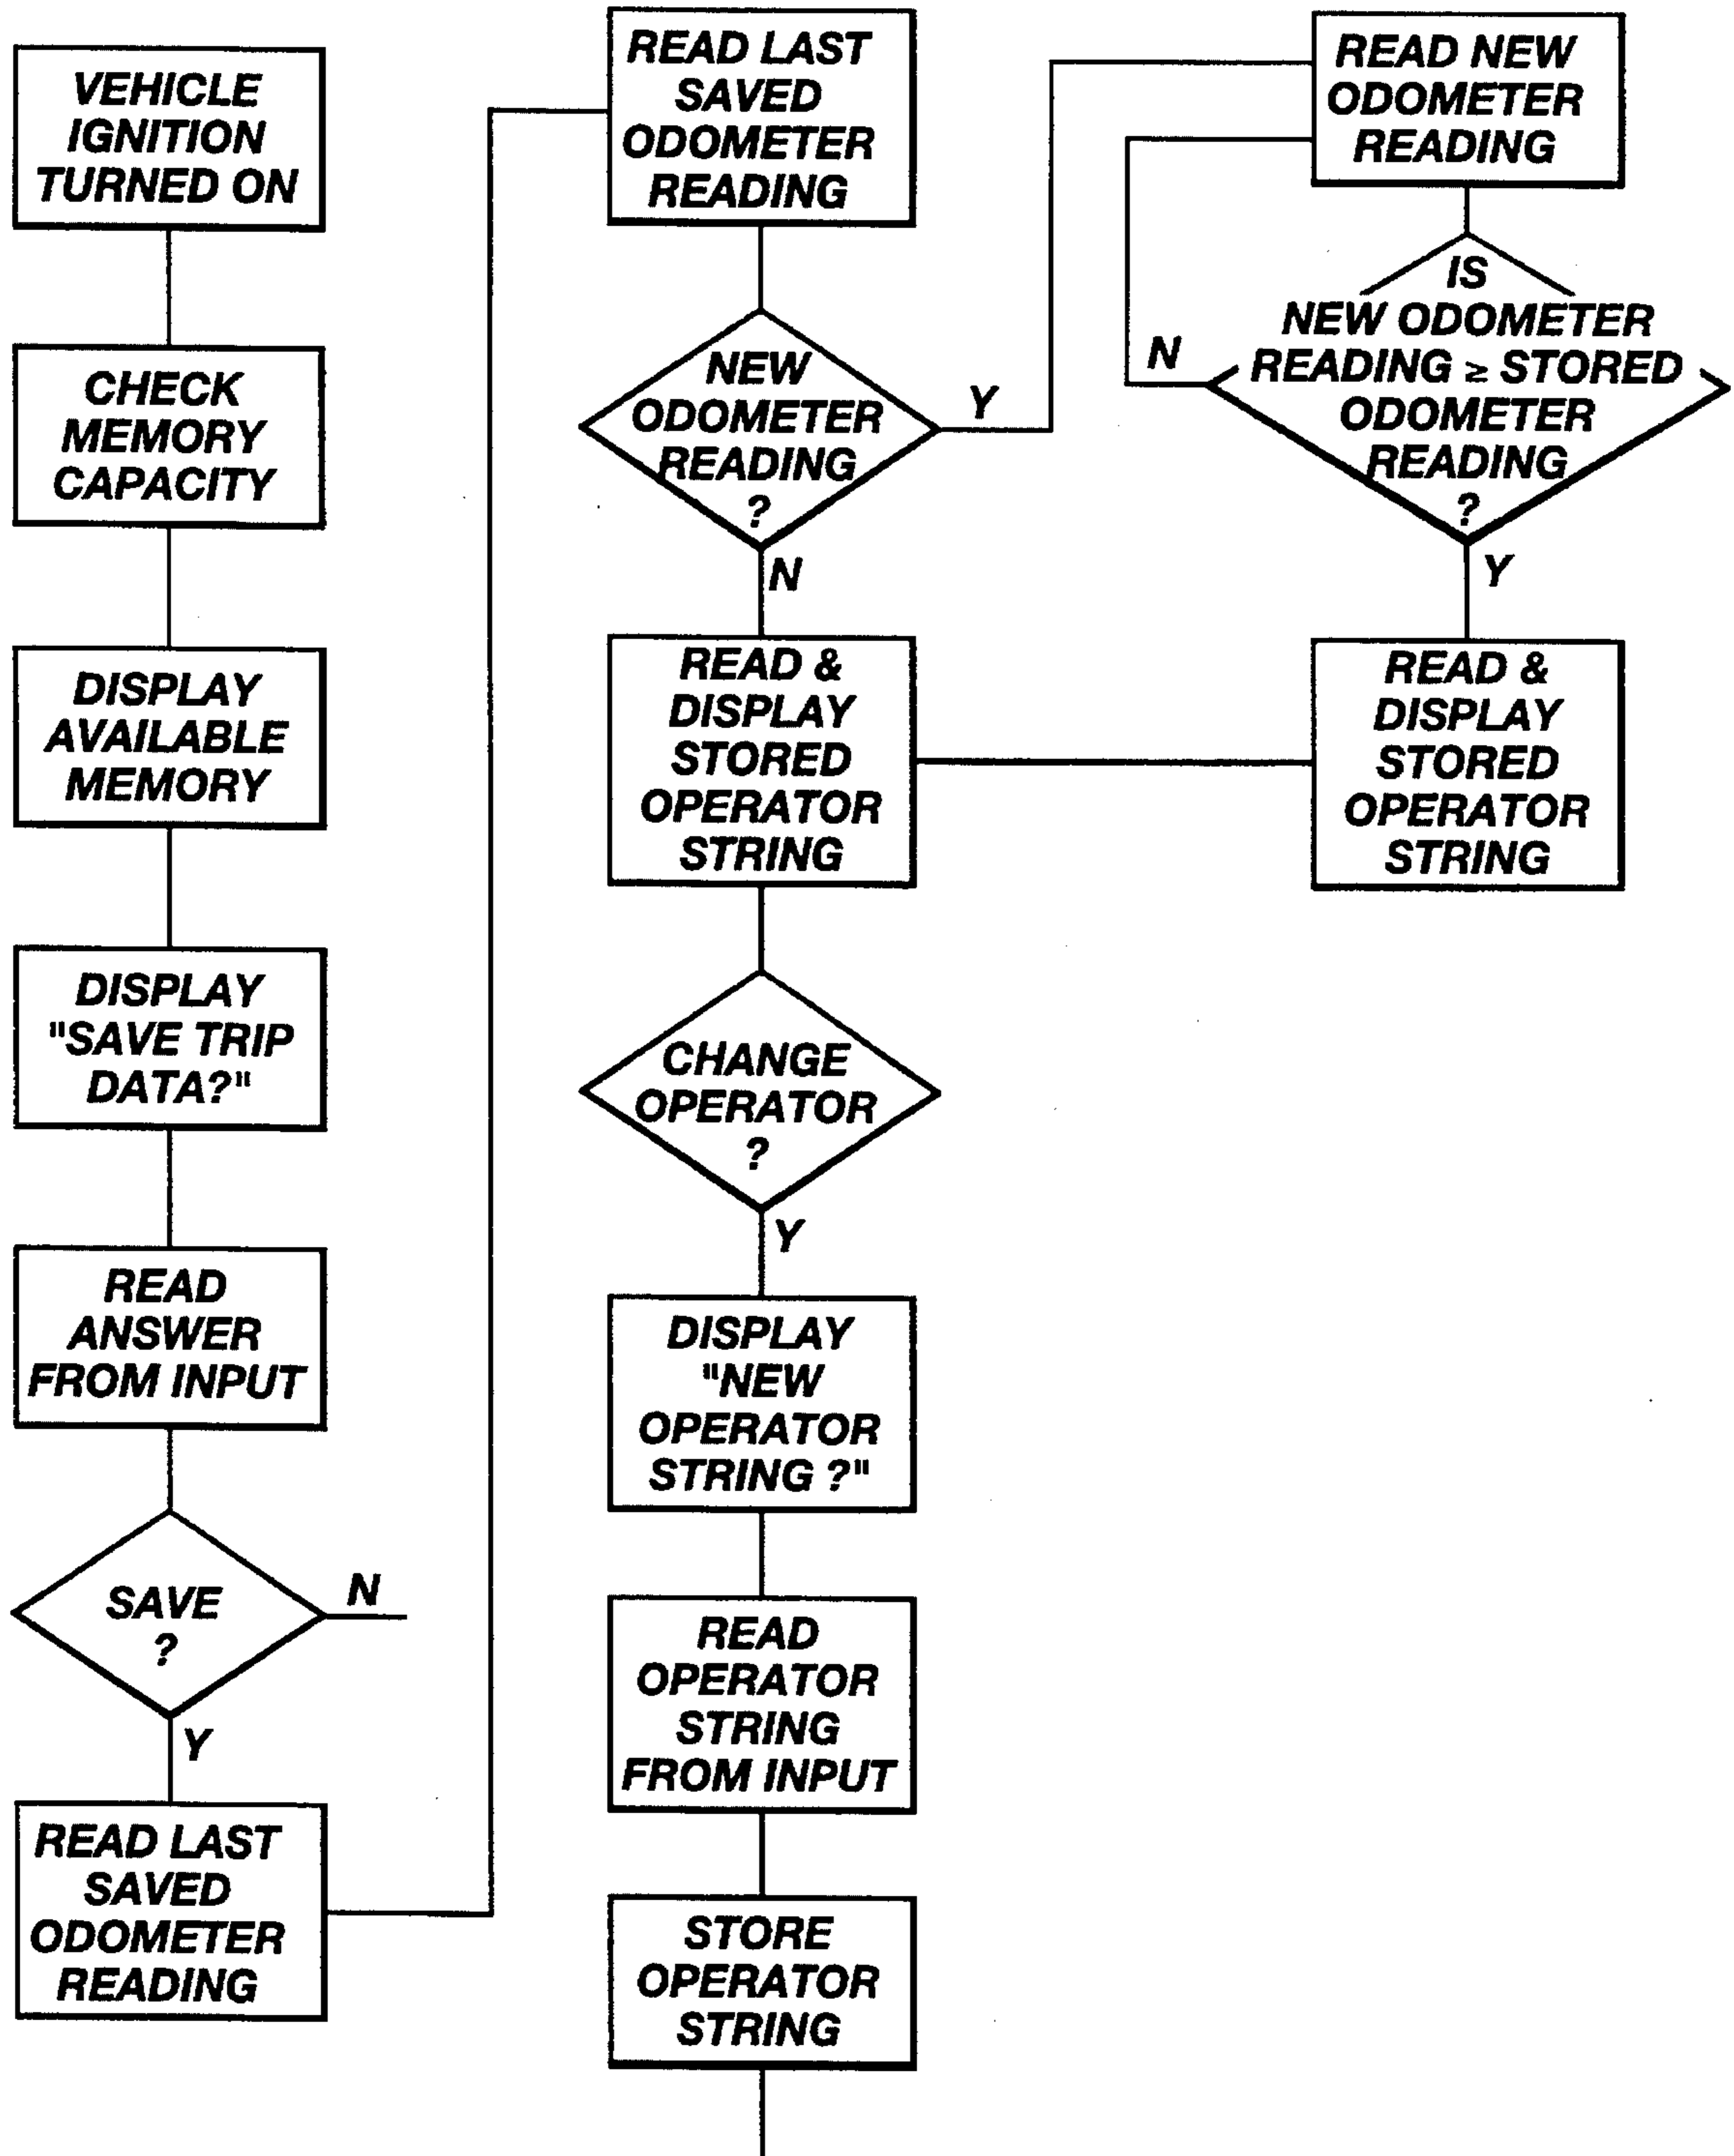 VEHICLE
IGNITION
TURNED ON
CHECK
MEMORY
CAPACITY
DISPLAY
AVAILABLE
MEMORY
DISPLAY
"SAVE TRIP
DATA?"
READ
ANSWER
FROM INPUT
SAVE
?
N
Y
READ LAST
SAVED
ODOMETER
READING
READ LAST
SAVED
ODOMETER
READING
NEW
ODOMETER
READING
?
Y
N
READ &
DISPLAY
STORED
OPERATOR
STRING
CHANGE
OPERATOR
?
Y
DISPLAY
"NEW
OPERATOR
STRING ?"
READ
OPERATOR
STRING
FROM INPUT
STORE
OPERATOR
STRING
READ NEW
ODOMETER
READING
IS
NEW ODOMETER
READING ≥ STORED
ODOMETER
READING
?
N
Y
READ &
DISPLAY
STORED
OPERATOR
STRING